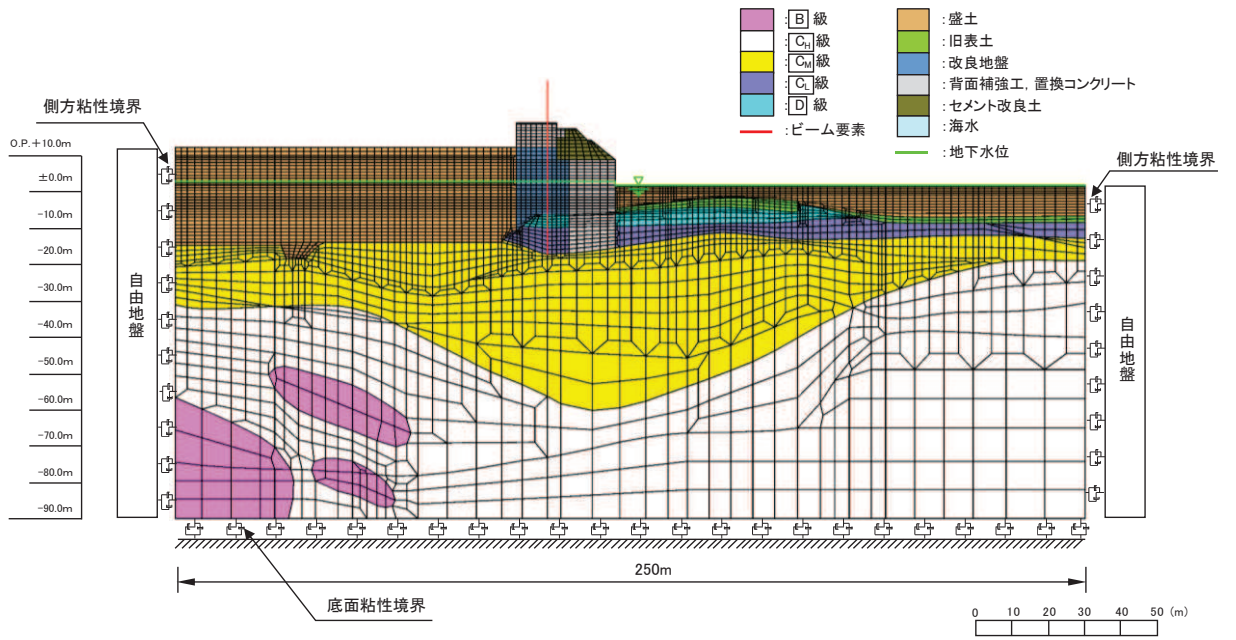 :B 級
:CH級
:CM級
:CL級
:D 級
:ビーム要素
:盛土
:旧表土
:改良地盤
:背面補強工, 置換コンクリート
:セメント改良土
:海水
:地下水位
側方粘性境界
側方粘性境界
O.P.+10.0m
±0.0m
-10.0m
-20.0m
-30.0m
-40.0m
-50.0m
-60.0m
-70.0m
-80.0m
-90.0m
自由地盤
自由地盤
250m
底面粘性境界
0 10 20 30 40 50 (m)